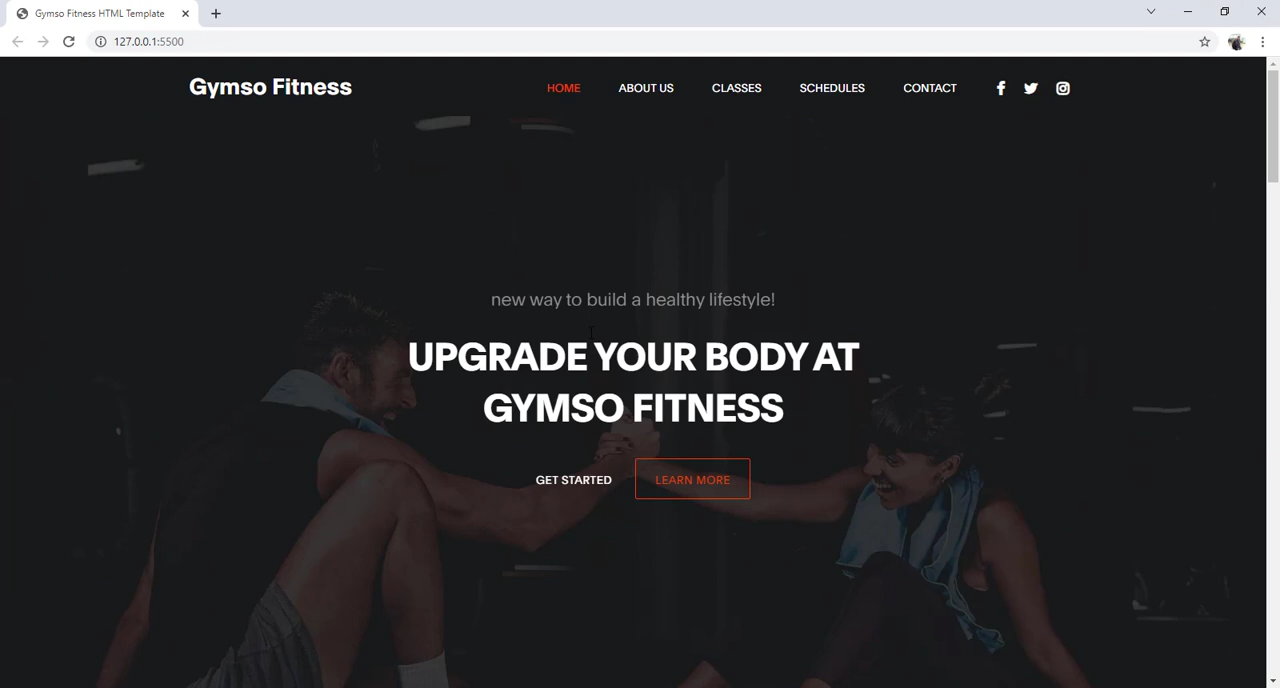 Gymso Fitness HTML Template
127.0.0.1:5500
Gymso Fitness
HOME
ABOUT US
CLASSES
SCHEDULES
CONTACT
new way to build a healthy lifestyle!
UPGRADE YOUR BODY AT
GYMSO FITNESS
GET STARTED
LEARN MORE